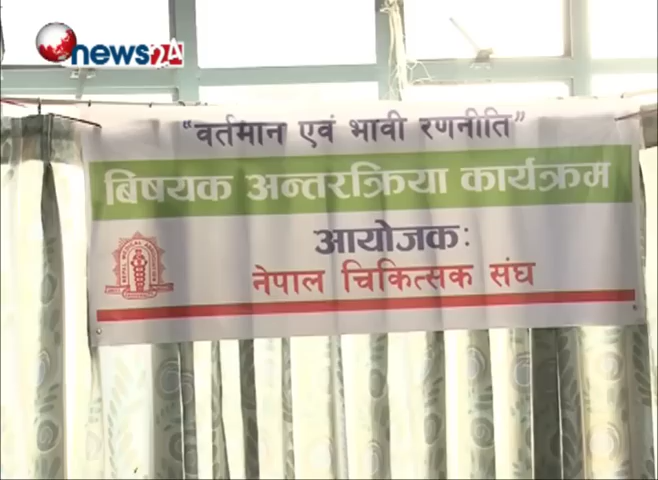 news24
"वर्तमान एवं भावी रणनीति"
बिषयक अन्तरक्रिया कार्यक्रम
आयोजक:
नेपाल चिकित्सक संघ